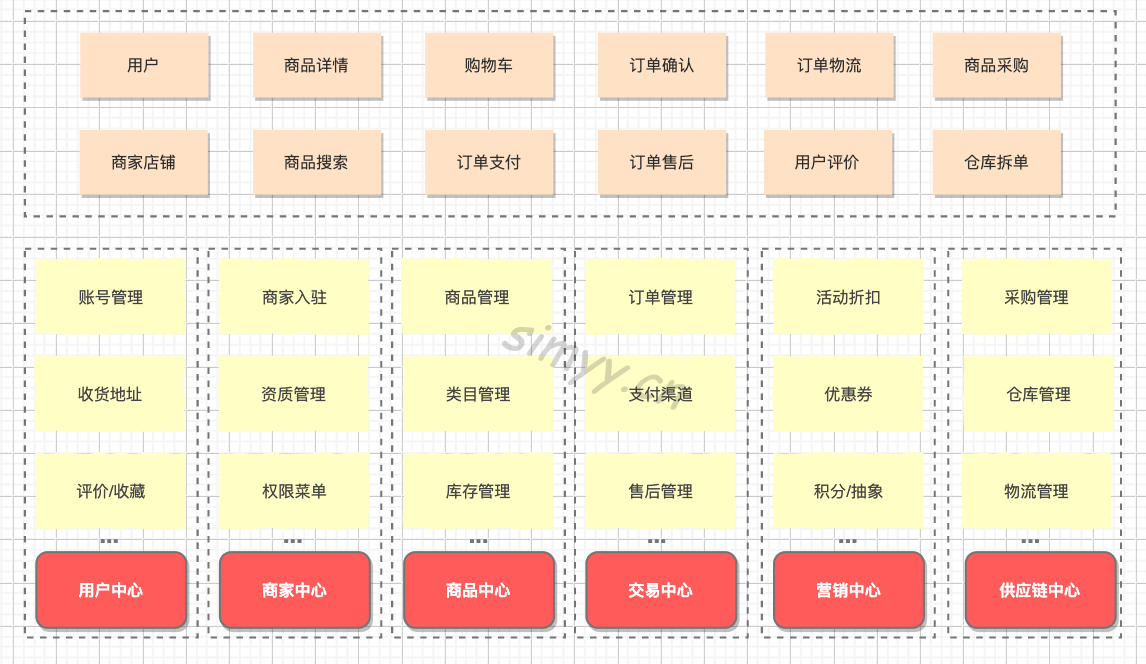 用户
商品详情
购物车
订单确认
订单物流
商品采购
商家店铺
商品搜索
订单支付
订单售后
用户评价
仓库拆单
账号管理
商家入驻
商品管理
订单管理
活动折扣
采购管理
收货地址
资质管理
类目管理
支付渠道
优惠券
仓库管理
评价/收藏
权限菜单
库存管理
售后管理
积分/抽象
物流管理
...
...
...
...
...
...
用户中心
商家中心
商品中心
交易中心
营销中心
供应链中心
simyy.cn